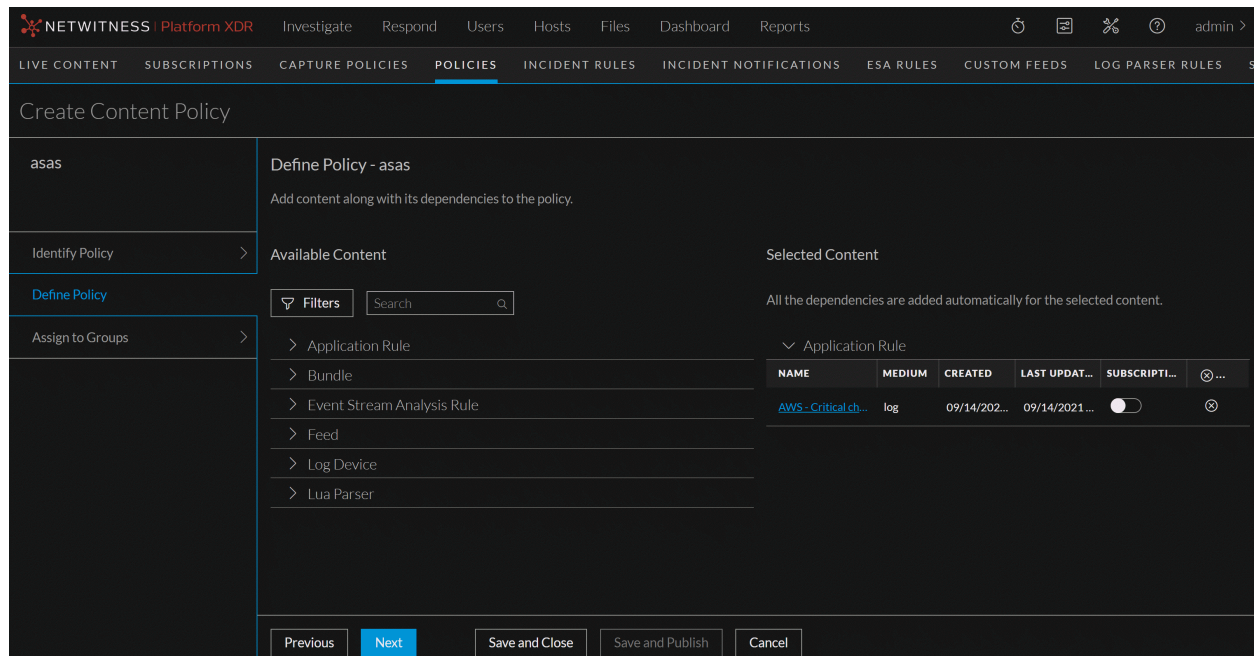 NETWITNESS | Platform XDR Investigate Respond Users Hosts Files Dashboard Reports admin >
LIVE CONTENT SUBSCRIPTIONS CAPTURE POLICIES POLICIES INCIDENT RULES INCIDENT NOTIFICATIONS ESA RULES CUSTOM FEEDS LOG PARSER RULES S
Create Content Policy
asas
Identify Policy
Define Policy
Assign to Groups
Define Policy - asas
Add content along with its dependencies to the policy.
Available Content
Filters Search
Application Rule
Bundle
Event Stream Analysis Rule
Feed
Log Device
Lua Parser
Selected Content
All the dependencies are added automatically for the selected content.
Application Rule
NAME MEDIUM CREATED LAST UPDAT... SUBSCRIPTI... ...
AWS - Critical ch... log 09/14/202... 09/14/2021...
Previous Next Save and Close Save and Publish Cancel